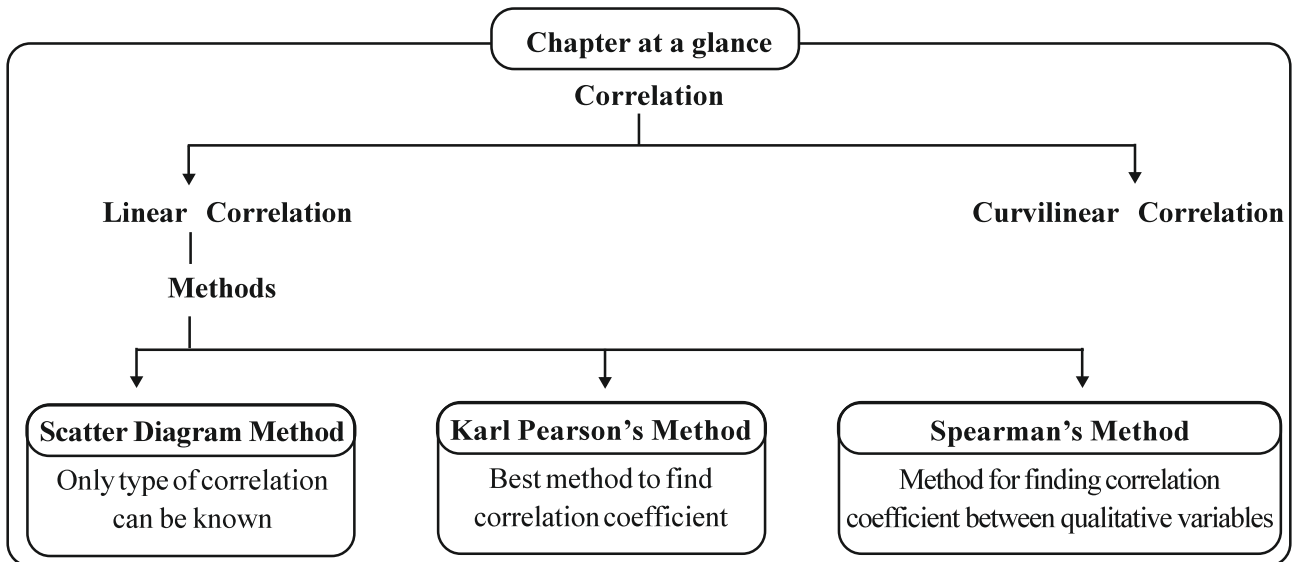 Chapter at a glance
Correlation
Linear Correlation
Curvilinear Correlation
Methods
Scatter Diagram Method
Only type of correlation
can be known
Karl Pearson's Method
Best method to find
correlation coefficient
Spearman's Method
Method for finding correlation
coefficient between qualitative variables